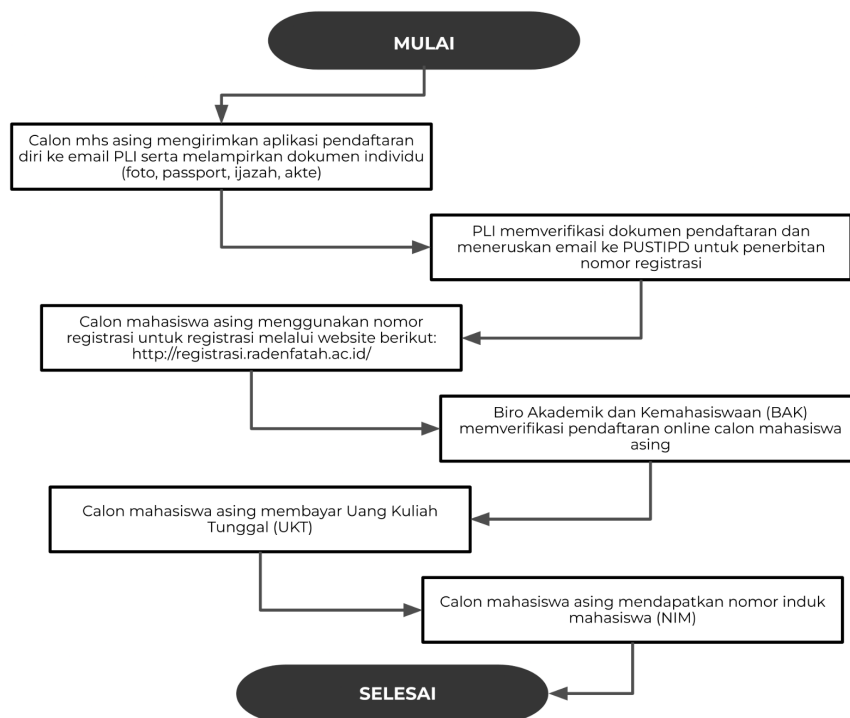 MULAI
Calon mhs asing mengirimkan aplikasi pendaftaran
diri ke email PLI serta melampirkan dokumen individu
(foto, passport, ijazah, akte)
PLI memverifikasi dokumen pendaftaran dan
meneruskan email ke PUSTIPD untuk penerbitan
nomor registrasi
Calon mahasiswa asing menggunakan nomor
registrasi untuk registrasi melalui website berikut:
http://registrasi.radenfatah.ac.id/
Biro Akademik dan Kemahasiswaan (BAK)
memverifikasi pendaftaran online calon mahasiswa
asing
Calon mahasiswa asing membayar Uang Kuliah
Tunggal (UKT)
Calon mahasiswa asing mendapatkan nomor induk
mahasiswa (NIM)
SELESAI